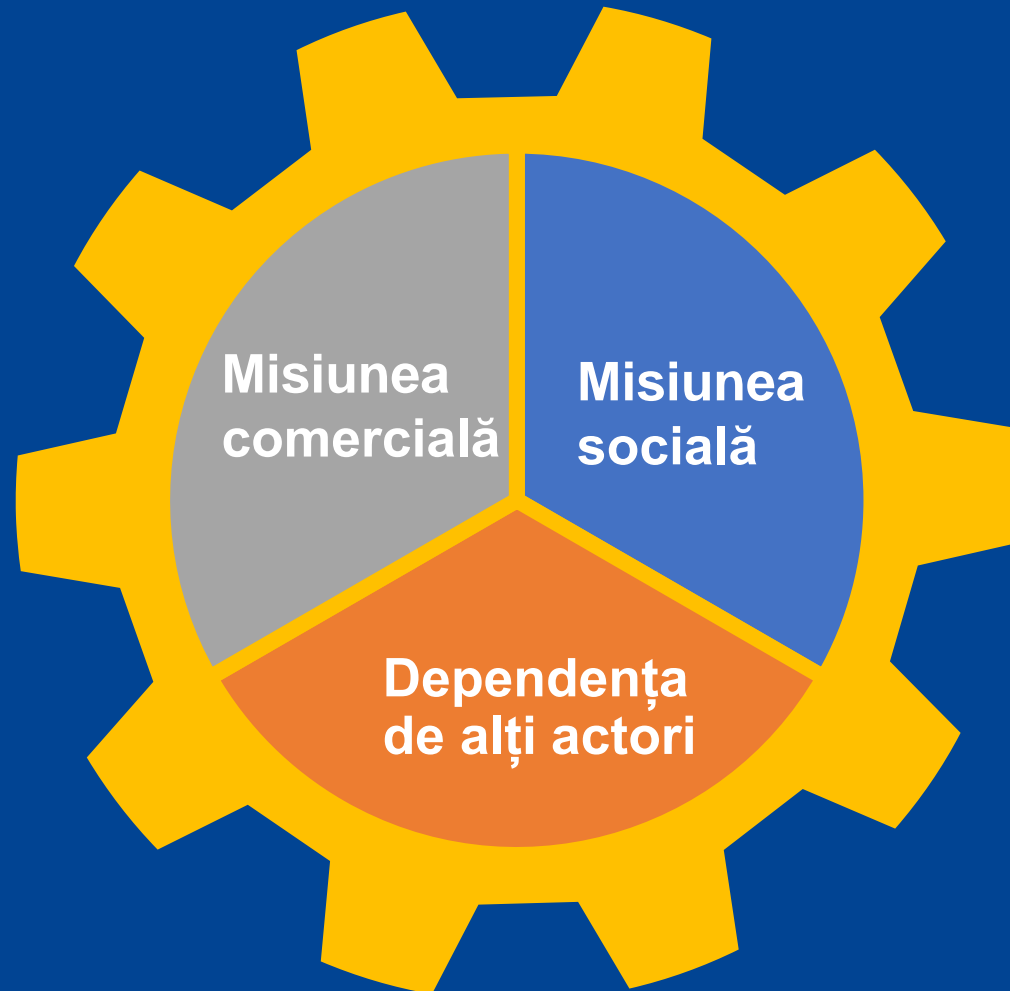 Misiunea
comercială
Misiunea
socială
Dependența
de alți actori